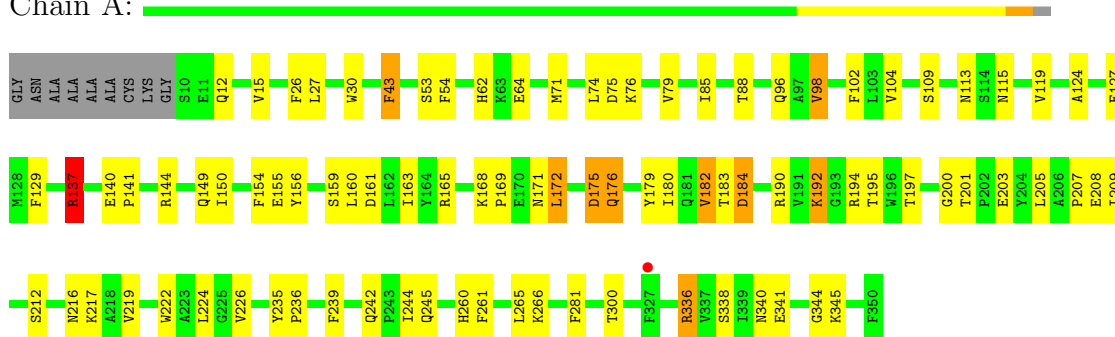 Chain A:
GLY ASN ALA ALA ALA ALA ALA CYS LYS GLY S10 E11 Q12 V15 F26 L27 W30 F43 S53 F54 H62 K63 E64 M71 L74 D75 K76 V79 I85 T88 Q96 A97 V98 F102 L103 V104 S109 N113 S114 N115 V119 A124 E127
M128 F129 R137 E140 P141 R144 Q149 I150 F154 E155 Y156 S159 L160 D161 L162 I163 Y164 R165 K168 P169 E170 N171 L172 D175 Q176 Y179 I180 Q181 V182 T183 D184 R190 V191 K192 G193 R194 T195 W196 T197 G200 T201 P202 E203 Y204 L205 A206 P207 E208
S212 N216 K217 A218 V219 W222 A223 L224 G225 V226 Y235 P236 F239 Q242 P243 I244 Q245 H260 F261 L265 K266 F281 T300 F327 R336 V337 S338 I339 N340 E341 G344 K345 F350